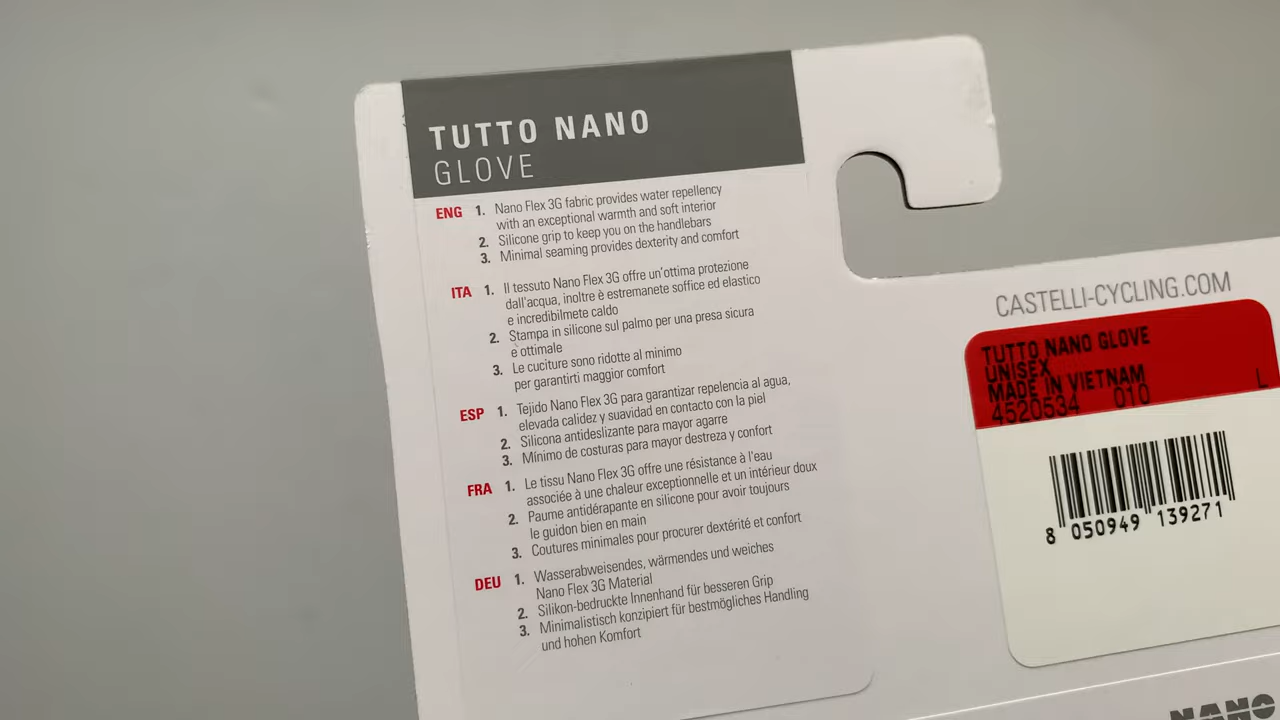 TUTTO NANO
GLOVE
ENG 1. Nano Flex 3G fabric provides water repellency
with an exceptional warmth and soft interior
2. Silicone grip to keep you on the handlebars
3. Minimal seaming provides dexterity and comfort
ITA 1. Il tessuto Nano Flex 3G offre un'ottima protezione
dall'acqua, inoltre è estremanete soffice ed elastico
e incredibilmete caldo
2. Stampa in silicone sul palmo per una presa sicura
e ottimale
3. Le cuciture sono ridotte al minimo
per garantirti maggior comfort
ESP 1. Tejido Nano Flex 3G para garantizar repelencia al agua,
elevada calidez y suavidad en contacto con la piel
2. Silicona antideslizante para mayor agarre
3. Mínimo de costuras para mayor destreza y confort
FRA 1. Le tissu Nano Flex 3G offre une résistance à l'eau
associée à une chaleur exceptionnelle et un intérieur doux
2. Paume antidérapante en silicone pour avoir toujours
le guidon bien en main
3. Coutures minimales pour procurer dextérité et confort
DEU 1. Wasserabweisendes, wärmendes und weiches
Nano Flex 3G Material
2. Silikon-bedruckte Innenhand für besseren Grip
3. Minimalistisch konzipiert für bestmögliches Handling
und hohen Komfort
CASTELLI-CYCLING.COM
TUTTO NANO GLOVE
UNISEX
MADE IN VIETNAM
4520534 010 L
8 050949 139271
NANO